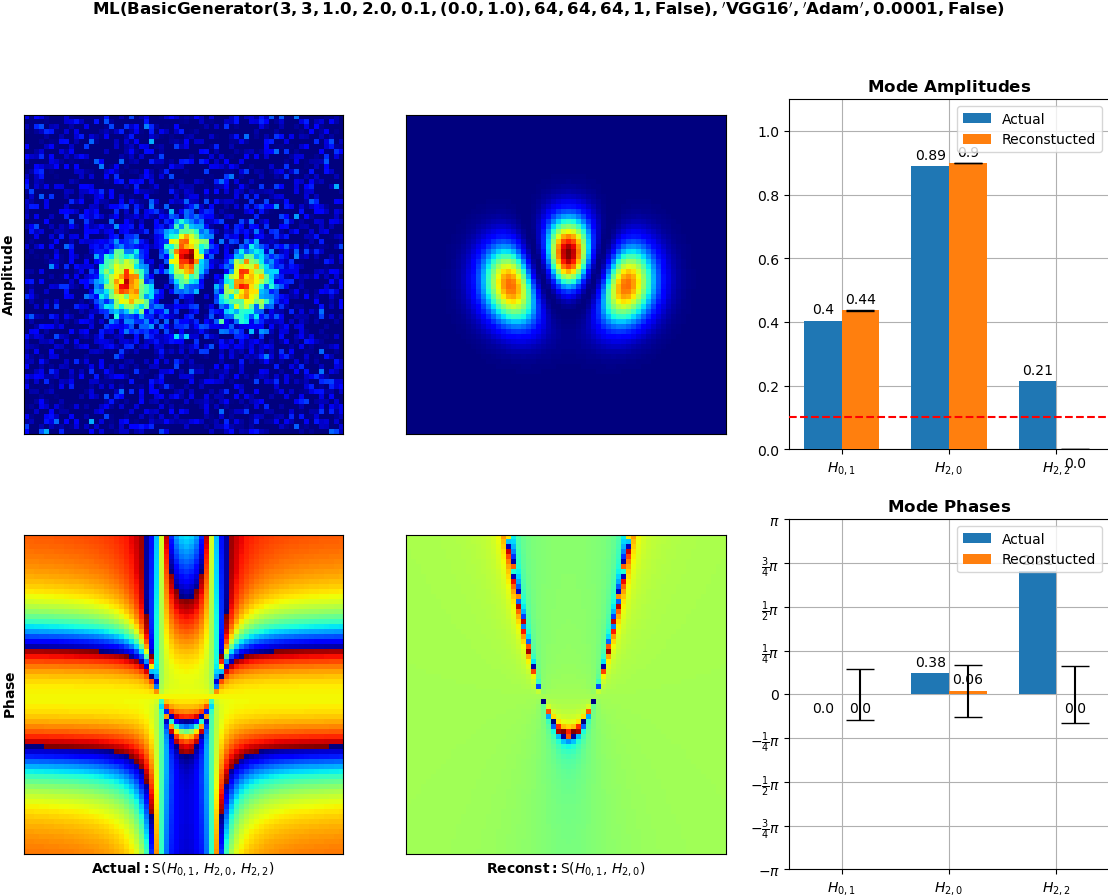 ML(BasicGenerator(3, 3, 1.0, 2.0, 0.1, (0.0, 1.0), 64, 64, 64, 1, False), 'VGG16', 'Adam', 0.0001, False)
Amplitude
Mode Amplitudes
Actual
Reconstucted
1.0
0.8
0.6
0.4
0.2
0.0
0.4
0.44
0.89
0.9
0.21
0.0
H0,1
H2,0
H2,2
Phase
Actual: S(H0,1, H2,0, H2,2)
Reconst: S(H0,1, H2,0)
Mode Phases
Actual
Reconstucted
π
3/4π
1/2π
1/4π
0
−1/4π
−1/2π
−3/4π
−π
0.0
0.0
0.38
0.06
0.0
H0,1
H2,0
H2,2